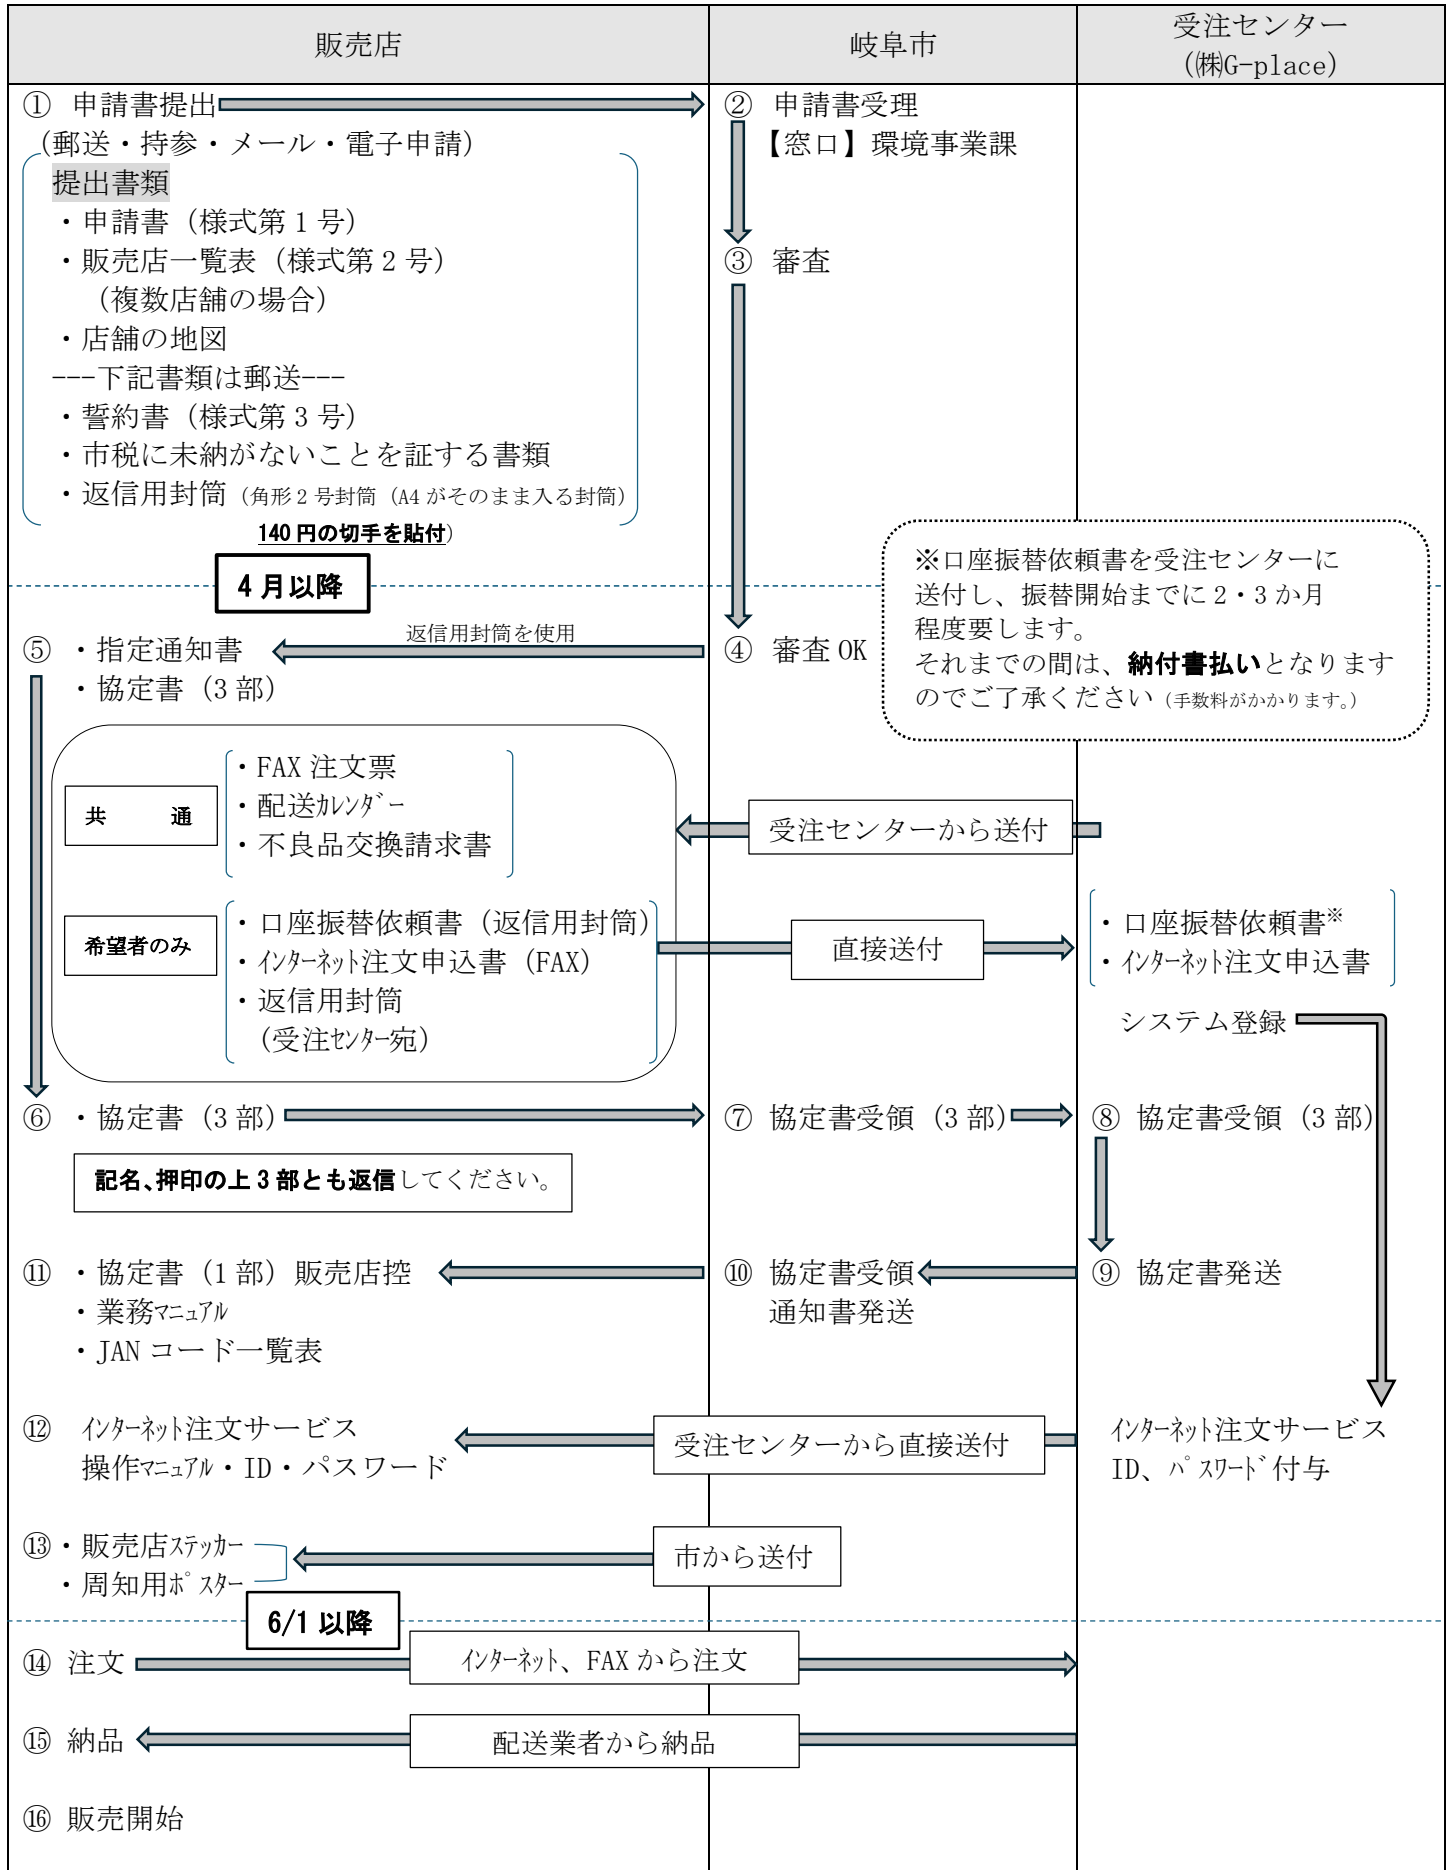 販売店
岐阜市
受注センター
(㈱G-place)
① 申請書提出
(郵送・持参・メール・電子申請)
提出書類
・申請書（様式第１号）
・販売店一覧表（様式第２号）
（複数店舗の場合）
・店舗の地図
---下記書類は郵送---
・誓約書（様式第３号）
・市税に未納がないことを証する書類
・返信用封筒（角形２号封筒（A4がそのまま入る封筒）
140円の切手を貼付）
② 申請書受理
【窓口】環境事業課
③ 審査
4月以降
※口座振替依頼書を受注センターに
送付し、振替開始までに２・３か月
程度要します。
それまでの間は、納付書払いとなります
のでご了承ください（手数料がかかります。）
⑤ ・指定通知書
・協定書（3部）
返信用封筒を使用
④ 審査OK
共　　通
・FAX注文票
・配送ｶﾚﾝﾀﾞｰ
・不良品交換請求書
受注センターから送付
希望者のみ
・口座振替依頼書（返信用封筒）
・ｲﾝﾀｰﾈｯﾄ注文申込書（FAX）
・返信用封筒
（受注ｾﾝﾀｰ宛）
直接送付
・口座振替依頼書※
・ｲﾝﾀｰﾈｯﾄ注文申込書
システム登録
⑥ ・協定書（3部）
⑦ 協定書受領（3部）
⑧ 協定書受領（3部）
記名、押印の上3部とも返信してください。
⑪ ・協定書（1部）販売店控
・業務ﾏﾆｭｱﾙ
・JANコード一覧表
⑩ 協定書受領
通知書発送
⑨ 協定書発送
⑫ ｲﾝﾀｰﾈｯﾄ注文サービス
操作ﾏﾆｭｱﾙ・ID・パスワード
受注センターから直接送付
ｲﾝﾀｰﾈｯﾄ注文サービス
ID、ﾊﾟｽﾜｰﾄﾞ付与
⑬・販売店ｽﾃｯｶｰ
・周知用ﾎﾟｽﾀｰ
市から送付
6/1以降
⑭ 注文
ｲﾝﾀｰﾈｯﾄ、FAXから注文
⑮ 納品
配送業者から納品
⑯ 販売開始